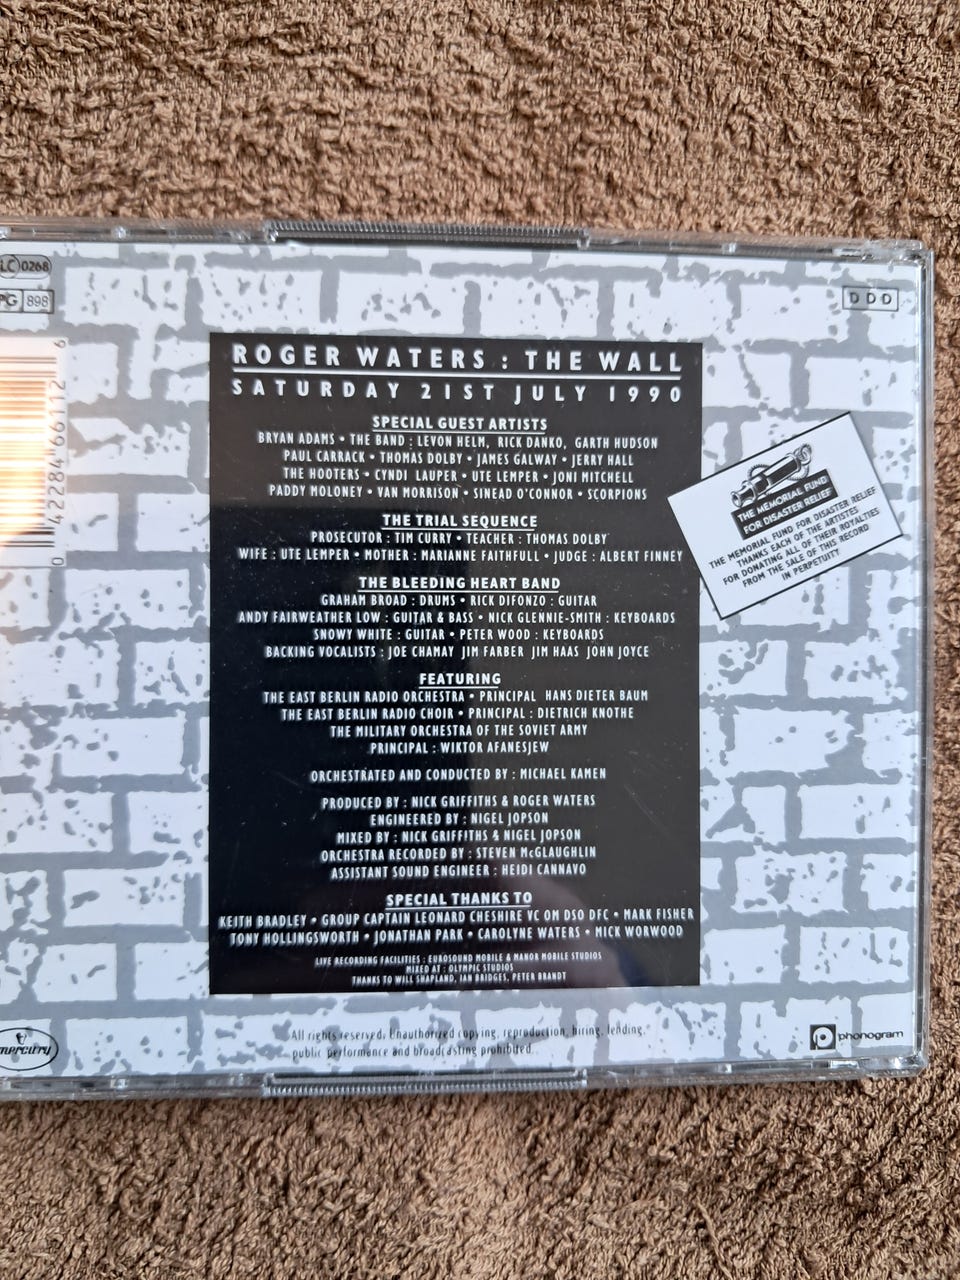 LC 0268
PG 898
DDD
0 42284 66112 6
ROGER WATERS : THE WALL
SATURDAY 21ST JULY 1990
SPECIAL GUEST ARTISTS
BRYAN ADAMS • THE BAND : LEVON HELM, RICK DANKO, GARTH HUDSON
PAUL CARRACK • THOMAS DOLBY • JAMES GALWAY • JERRY HALL
THE HOOTERS • CYNDI LAUPER • UTE LEMPER • JONI MITCHELL
PADDY MOLONEY • VAN MORRISON • SINEAD O'CONNOR • SCORPIONS
THE TRIAL SEQUENCE
PROSECUTOR : TIM CURRY • TEACHER : THOMAS DOLBY
WIFE : UTE LEMPER • MOTHER : MARIANNE FAITHFULL • JUDGE : ALBERT FINNEY
THE BLEEDING HEART BAND
GRAHAM BROAD : DRUMS • RICK DIFONZO : GUITAR
ANDY FAIRWEATHER LOW : GUITAR & BASS • NICK GLENNIE-SMITH : KEYBOARDS
SNOWY WHITE : GUITAR • PETER WOOD : KEYBOARDS
BACKING VOCALISTS : JOE CHAMAY JIM FARBER JIM HAAS JOHN JOYCE
FEATURING
THE EAST BERLIN RADIO ORCHESTRA • PRINCIPAL HANS DIETER BAUM
THE EAST BERLIN RADIO CHOIR • PRINCIPAL : DIETRICH KNOTHE
THE MILITARY ORCHESTRA OF THE SOVIET ARMY
PRINCIPAL : WIKTOR AFANESJEW
ORCHESTRATED AND CONDUCTED BY : MICHAEL KAMEN
PRODUCED BY : NICK GRIFFITHS & ROGER WATERS
ENGINEERED BY : NIGEL JOPSON
MIXED BY : NICK GRIFFITHS & NIGEL JOPSON
ORCHESTRA RECORDED BY : STEVEN McGLAUGHLIN
ASSISTANT SOUND ENGINEER : HEIDI CANNAVO
SPECIAL THANKS TO
KEITH BRADLEY • GROUP CAPTAIN LEONARD CHESHIRE VC OM DSO DFC • MARK FISHER
TONY HOLLINGSWORTH • JONATHAN PARK • CAROLYNE WATERS • MICK WORWOOD
LIVE RECORDING FACILITIES : EUROSOUND MOBILE & MANOR MOBILE STUDIOS
MIXED AT : OLYMPIC STUDIOS
THANKS TO WILL SHAPLAND, IAN BRIDGES, PETER BRANDT
THE MEMORIAL FUND
FOR DISASTER RELIEF
THE MEMORIAL FUND FOR DISASTER RELIEF
THANKS EACH OF THE ARTISTES
FOR DONATING ALL OF THEIR ROYALTIES
FROM THE SALE OF THIS RECORD
IN PERPETUITY
All rights reserved. Unauthorized copying, reproduction, hiring, lending,
public performance and broadcasting prohibited.
mercury
phonogram